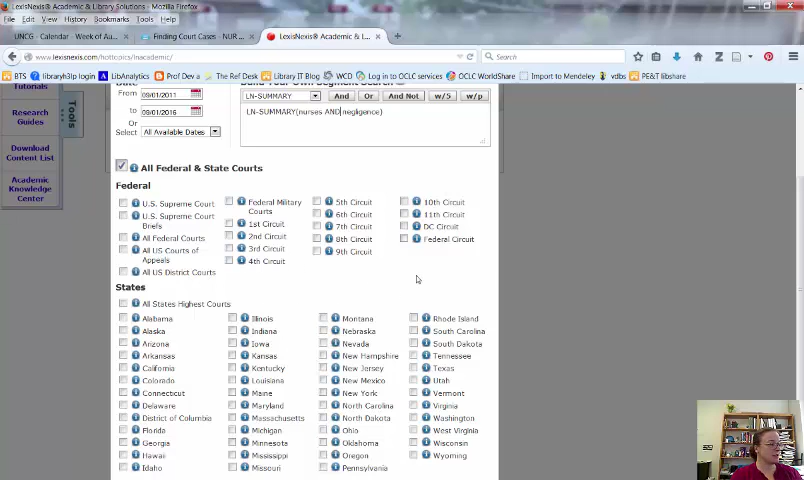 LexisNexis® Academic & Library Solutions - Mozilla Firefox
File Edit View History Bookmarks Tools Help
UNCG - Calendar - Week of Au... × Finding Court Cases - NUR ... × LexisNexis® Academic & L... × +
www.lexisnexis.com/hottopics/lnacademic/ Search
BTS libraryh3lp login LibAnalytics Prof Dev a The Ref Desk Library IT Blog WCD Log in to OCLC services OCLC WorldShare Import to Mendeley vdbs PE&T libshare
Tutorials
Research
Guides
Download
Content List
Academic
Knowledge
Center
Tools
Date
From 09/01/2011
to 09/01/2016
Or
Select All Available Dates
Build Your Own Segment Search
LN-SUMMARY And Or And Not w/5 w/p
LN-SUMMARY(nurses AND negligence)
All Federal & State Courts
Federal
U.S. Supreme Court
U.S. Supreme Court
Briefs
All Federal Courts
All US Courts of
Appeals
All US District Courts
Federal Military
Courts
1st Circuit
2nd Circuit
3rd Circuit
4th Circuit
5th Circuit
6th Circuit
7th Circuit
8th Circuit
9th Circuit
10th Circuit
11th Circuit
DC Circuit
Federal Circuit
States
All States Highest Courts
Alabama
Alaska
Arizona
Arkansas
California
Colorado
Connecticut
Delaware
District of Columbia
Florida
Georgia
Hawaii
Idaho
Illinois
Indiana
Iowa
Kansas
Kentucky
Louisiana
Maine
Maryland
Massachusetts
Michigan
Minnesota
Mississippi
Missouri
Montana
Nebraska
Nevada
New Hampshire
New Jersey
New Mexico
New York
North Carolina
North Dakota
Ohio
Oklahoma
Oregon
Pennsylvania
Rhode Island
South Carolina
South Dakota
Tennessee
Texas
Utah
Vermont
Virginia
Washington
West Virginia
Wisconsin
Wyoming